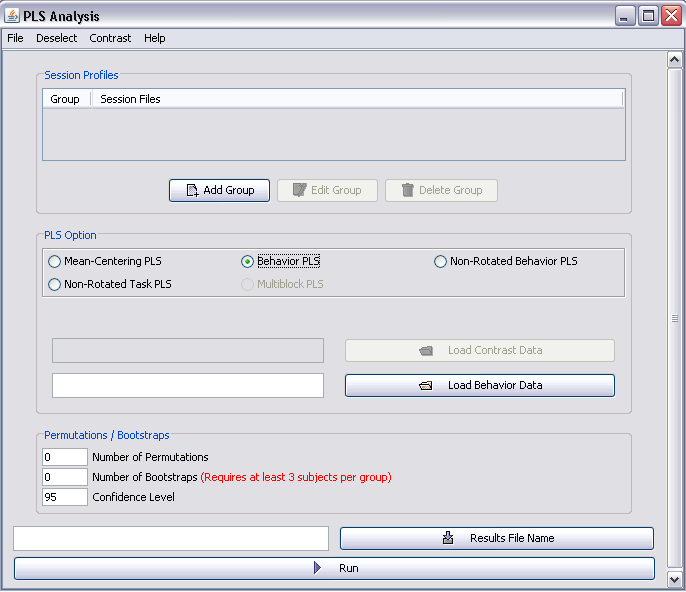 PLS Analysis
File Deselect Contrast Help
Session Profiles
Group Session Files
Add Group Edit Group Delete Group
PLS Option
Mean-Centering PLS Behavior PLS Non-Rotated Behavior PLS
Non-Rotated Task PLS Multiblock PLS
Load Contrast Data
Load Behavior Data
Permutations / Bootstraps
0 Number of Permutations
0 Number of Bootstraps (Requires at least 3 subjects per group)
95 Confidence Level
Results File Name
Run